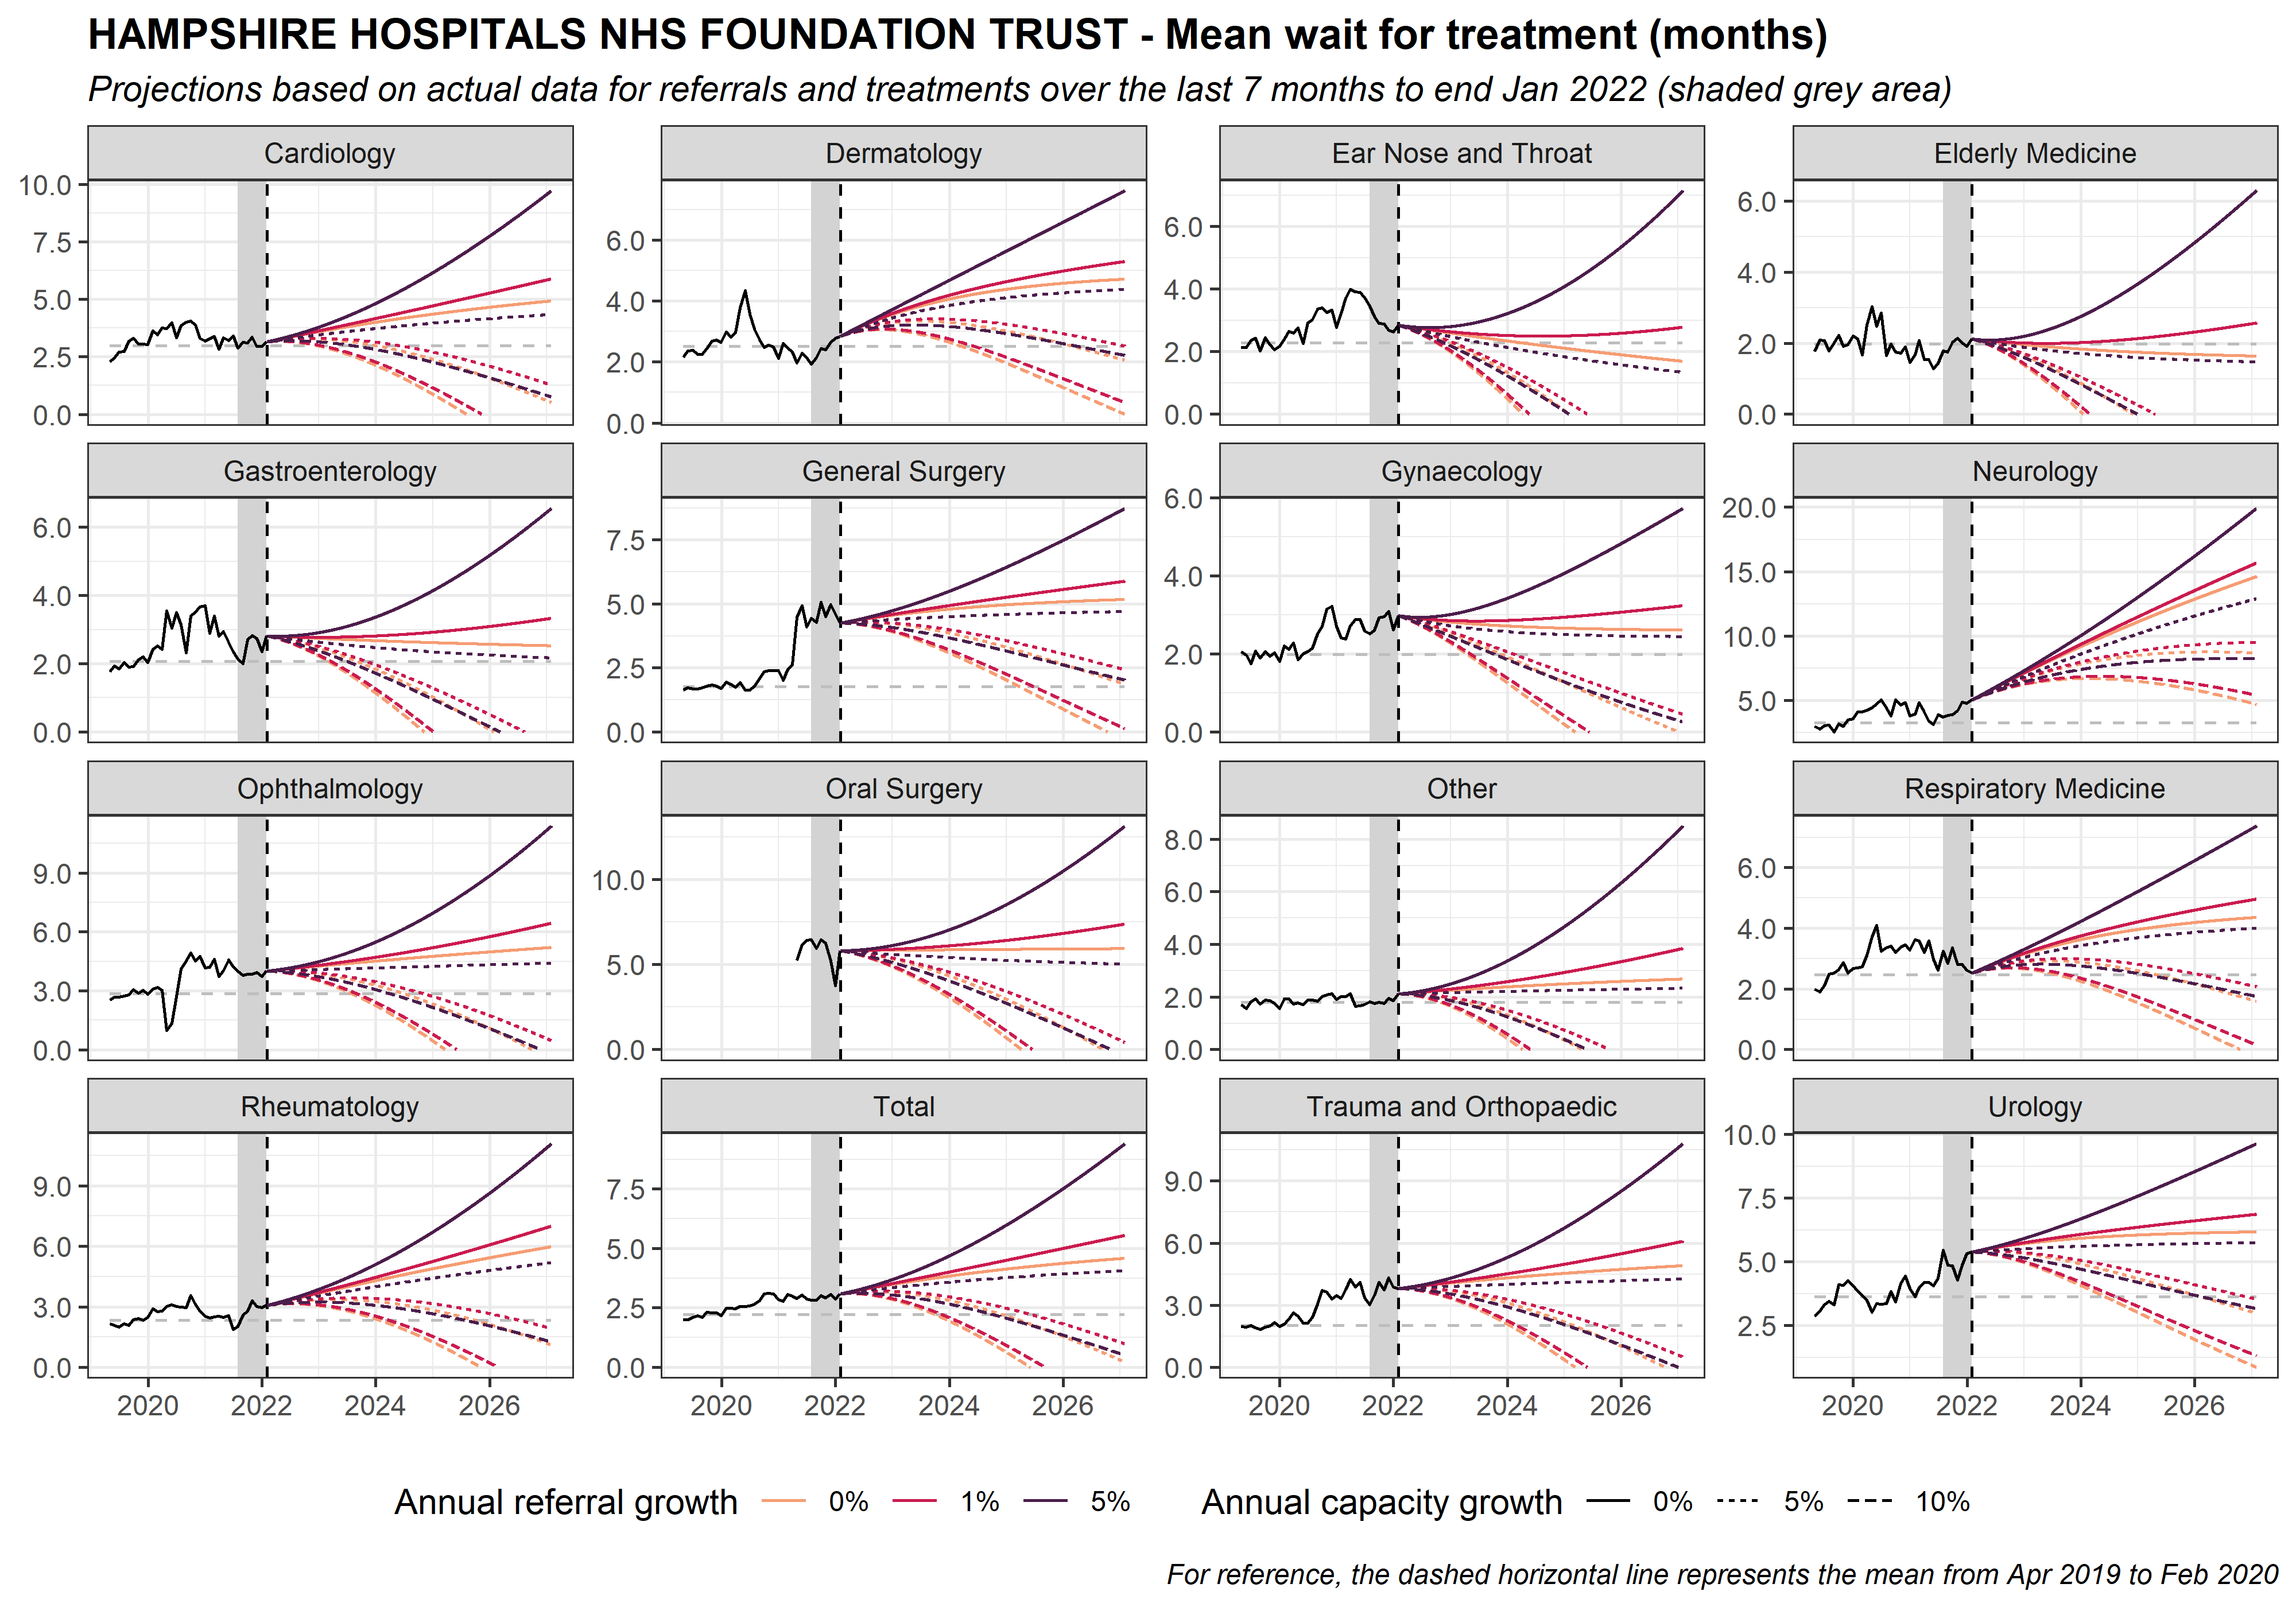 HAMPSHIRE HOSPITALS NHS FOUNDATION TRUST - Mean wait for treatment (months)
Projections based on actual data for referrals and treatments over the last 7 months to end Jan 2022 (shaded grey area)
Cardiology
Dermatology
Ear Nose and Throat
Elderly Medicine
10.0
7.5
5.0
2.5
0.0
6.0
4.0
2.0
0.0
6.0
4.0
2.0
0.0
6.0
4.0
2.0
0.0
Gastroenterology
General Surgery
Gynaecology
Neurology
6.0
4.0
2.0
0.0
7.5
5.0
2.5
0.0
6.0
4.0
2.0
0.0
20.0
15.0
10.0
5.0
Ophthalmology
Oral Surgery
Other
Respiratory Medicine
9.0
6.0
3.0
0.0
10.0
5.0
0.0
8.0
6.0
4.0
2.0
0.0
6.0
4.0
2.0
0.0
Rheumatology
Total
Trauma and Orthopaedic
Urology
9.0
6.0
3.0
0.0
7.5
5.0
2.5
0.0
9.0
6.0
3.0
0.0
10.0
7.5
5.0
2.5
2020 2022 2024 2026
2020 2022 2024 2026
2020 2022 2024 2026
2020 2022 2024 2026
Annual referral growth 0% 1% 5%
Annual capacity growth 0% 5% 10%
For reference, the dashed horizontal line represents the mean from Apr 2019 to Feb 2020